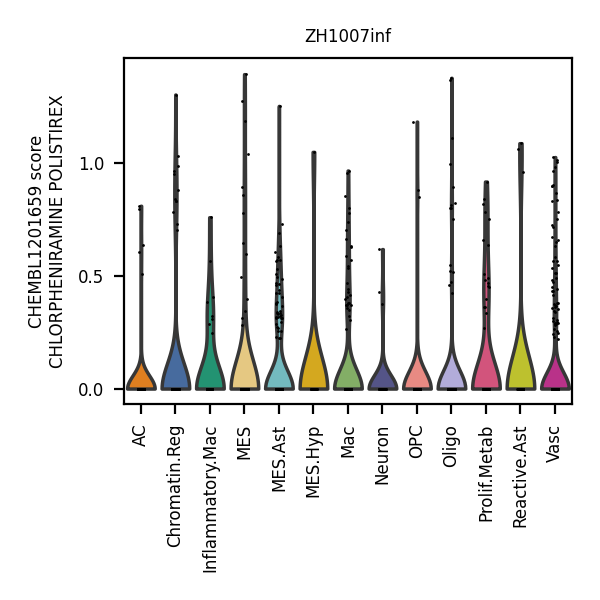 ZH1007inf
CHEMBL1201659 score
CHLORPHENIRAMINE POLISTIREX
1.0
0.5
0.0
AC
Chromatin.Reg
Inflammatory.Mac
MES
MES.Ast
MES.Hyp
Mac
Neuron
OPC
Oligo
Prolif.Metab
Reactive.Ast
Vasc